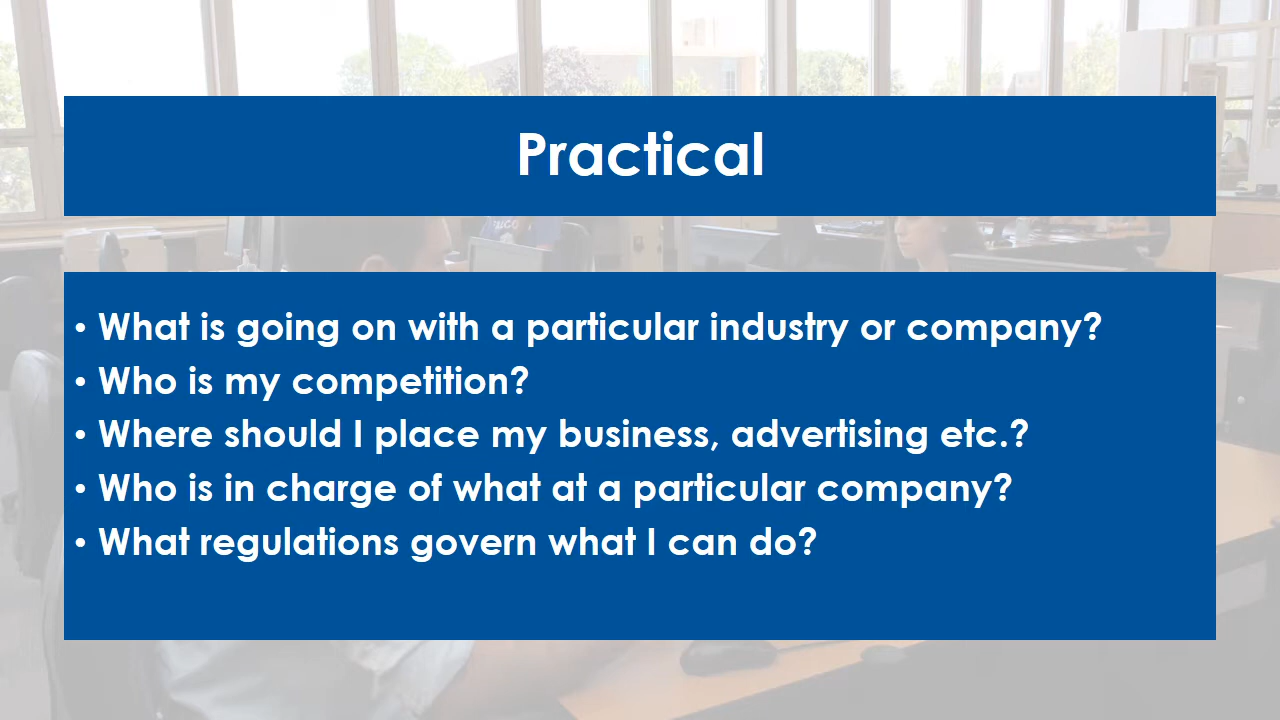 Practical
• What is going on with a particular industry or company?
• Who is my competition?
• Where should I place my business, advertising etc.?
• Who is in charge of what at a particular company?
• What regulations govern what I can do?